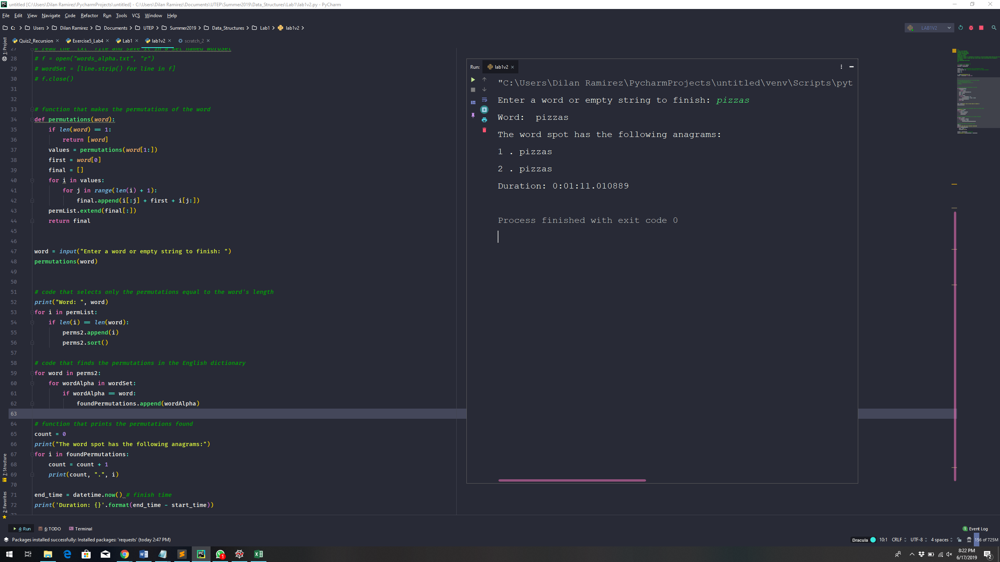 untitled [C:\Users\Dilan Ramirez\PycharmProjects\untitled] - C:\Users\Dilan Ramirez\Documents\UTEP\Summer2019\Data_Structures\Lab1\lab1v2.py - PyCharm
File Edit View Navigate Code Refactor Run Tools VCS Window Help
C: Users Dilan Ramirez Documents UTEP Summer2019 Data_Structures Lab1 lab1v2
LAB1V2
1: Project
Quiz2_Recursion Exercise5_Lab4 Lab1 lab1v2 scratch_2
27 # read the "txt" file and save it in a set named wordSet
28 # f = open("words_alpha.txt", "r")
29 # wordSet = [line.strip() for line in f]
30 # f.close()
31
32
33 # function that makes the permutations of the word
34 def permutations(word):
35 if len(word) == 1:
36 return [word]
37 values = permutations(word[1:])
38 first = word[0]
39 final = []
40 for i in values:
41 for j in range(len(i) + 1):
42 final.append(i[:j] + first + i[j:])
43 permList.extend(final[:])
44 return final
45
46
47 word = input("Enter a word or empty string to finish: ")
48 permutations(word)
49
50
51 # code that selects only the permutations equal to the word's length
52 print("Word: ", word)
53 for i in permList:
54 if len(i) == len(word):
55 perms2.append(i)
56 perms2.sort()
57
58 # code that finds the permutations in the English dictionary
59 for word in perms2:
60 for wordAlpha in wordSet:
61 if wordAlpha == word:
62 foundPermutations.append(wordAlpha)
63
64 # function that prints the permutations found
65 count = 0
66 print("The word spot has the following anagrams:")
67 for i in foundPermutations:
68 count = count + 1
69 print(count, ".", i)
70
71 end_time = datetime.now() # finish time
72 print('Duration: {}'.format(end_time - start_time))
Run: lab1v2
"C:\Users\Dilan Ramirez\PycharmProjects\untitled\venv\Scripts\pyt
Enter a word or empty string to finish: pizzas
Word:  pizzas
The word spot has the following anagrams:
1 . pizzas
2 . pizzas
Duration: 0:01:11.010889
Process finished with exit code 0
7: Structure
2: Favorites
4: Run 6: TODO Terminal
1 Event Log
Packages installed successfully: Installed packages: 'requests' (today 2:47 PM)
Dracula 10:1 CRLF UTF-8 4 spaces 156 of 725M
8:22 PM
6/17/2019
2